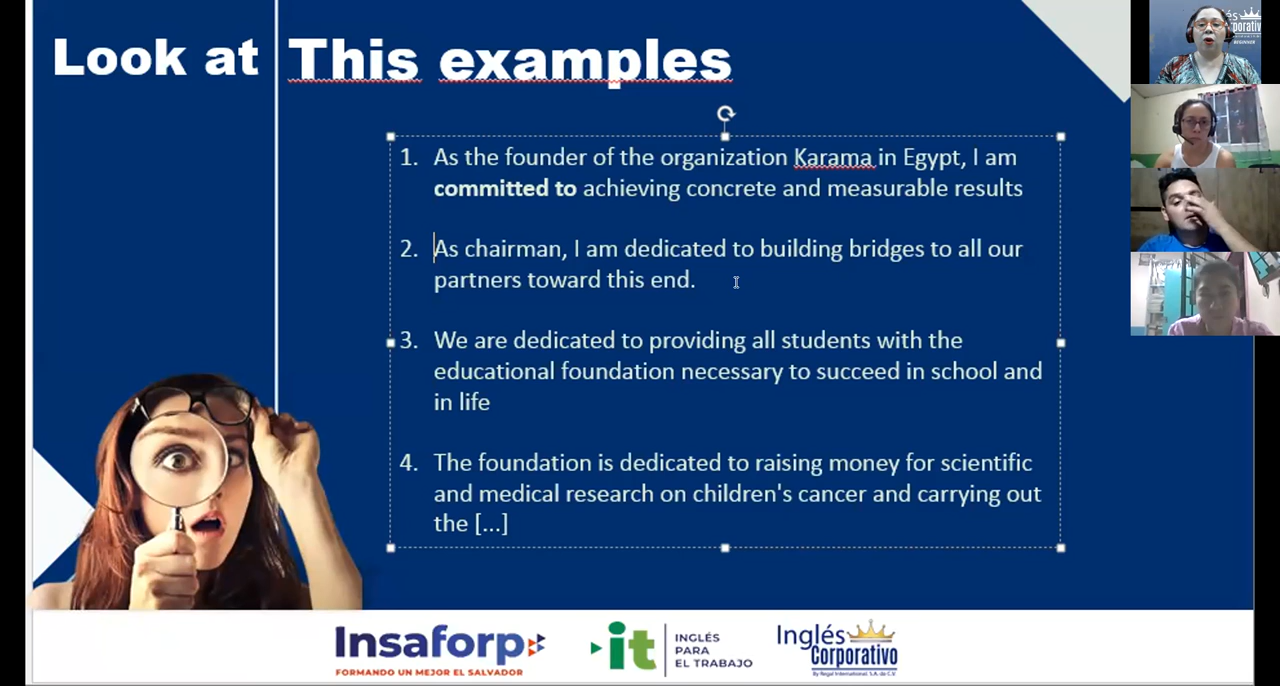 Look at This examples
1. As the founder of the organization Karama in Egypt, I am
committed to achieving concrete and measurable results
2. As chairman, I am dedicated to building bridges to all our
partners toward this end.
3. We are dedicated to providing all students with the
educational foundation necessary to succeed in school and
in life
4. The foundation is dedicated to raising money for scientific
and medical research on children's cancer and carrying out
the [...]
Insaforp
FORMANDO UN MEJOR EL SALVADOR
it
INGLÉS
PARA
EL TRABAJO
Inglés
Corporativo
By Regal International, S.A. de C.V.